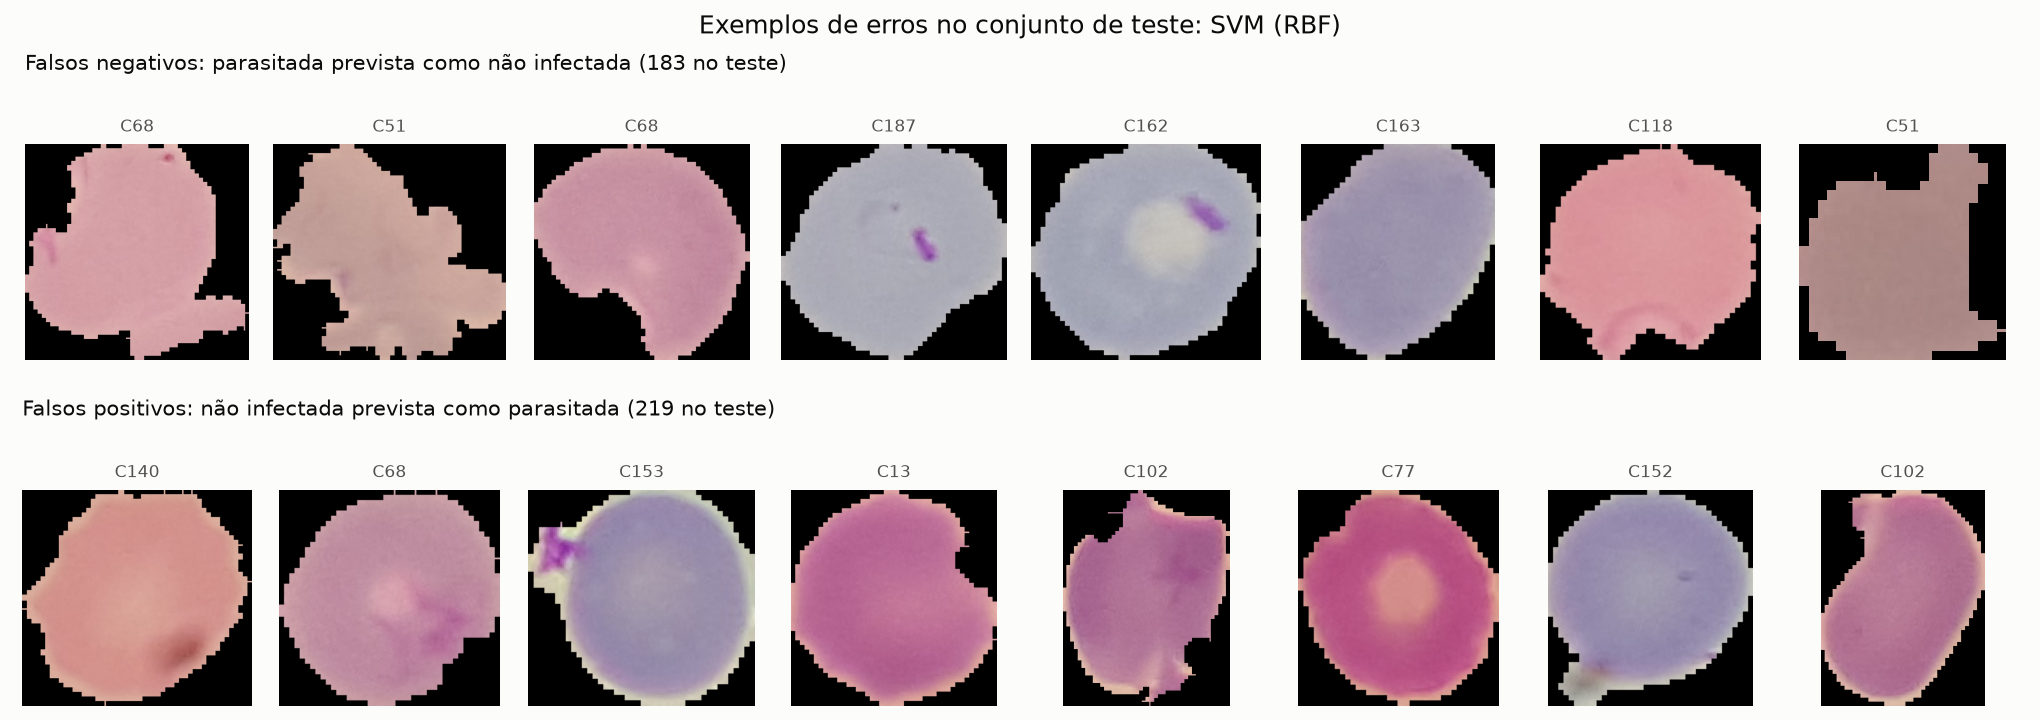 Exemplos de erros no conjunto de teste: SVM (RBF)
Falsos negativos: parasitada prevista como não infectada (183 no teste)
C68 C51 C68 C187 C162 C163 C118 C51
Falsos positivos: não infectada prevista como parasitada (219 no teste)
C140 C68 C153 C13 C102 C77 C152 C102